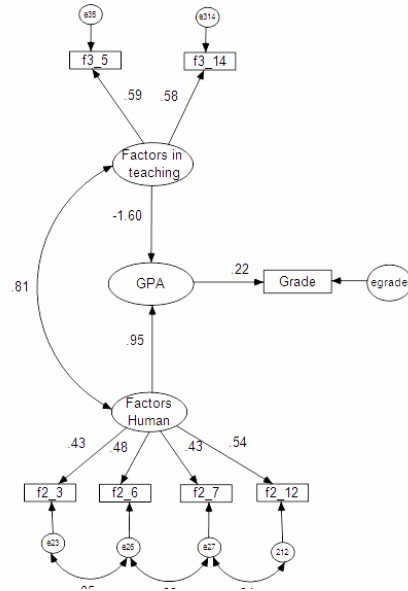 e35
e314
f3_5
f3_14
.59
.58
Factors in
teaching
-1.60
.81
GPA
.22
Grade
egrade
.95
Factors
Human
.43
.48
.43
.54
f2_3
f2_6
f2_7
f2_12
e23
e26
e27
212